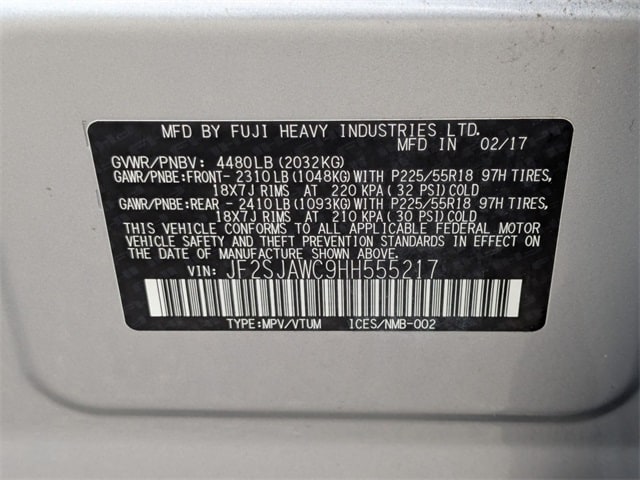 MFD BY FUJI HEAVY INDUSTRIES LTD.
MFD IN 02/17
GVWR/PNBV: 4480LB(2032KG)
GAWR/PNBE:FRONT- 2310LB(1048KG)WITH P225/55R18 97H TIRES,
18X7J RIMS AT 220 KPA(32 PSI)COLD
GAWR/PNBE:REAR - 2410LB(1093KG)WITH P225/55R18 97H TIRES,
18X7J RIMS AT 210 KPA(30 PSI)COLD
THIS VEHICLE CONFORMS TO ALL APPLICABLE FEDERAL MOTOR
VEHICLE SAFETY AND THEFT PREVENTION STANDARDS IN EFFECT
ON THE DATE OF MANUFACTURE SHOWN ABOVE.
VIN: JF2SJAWC9HH555217
TYPE:MPV/VTUM ICES/NMB-002